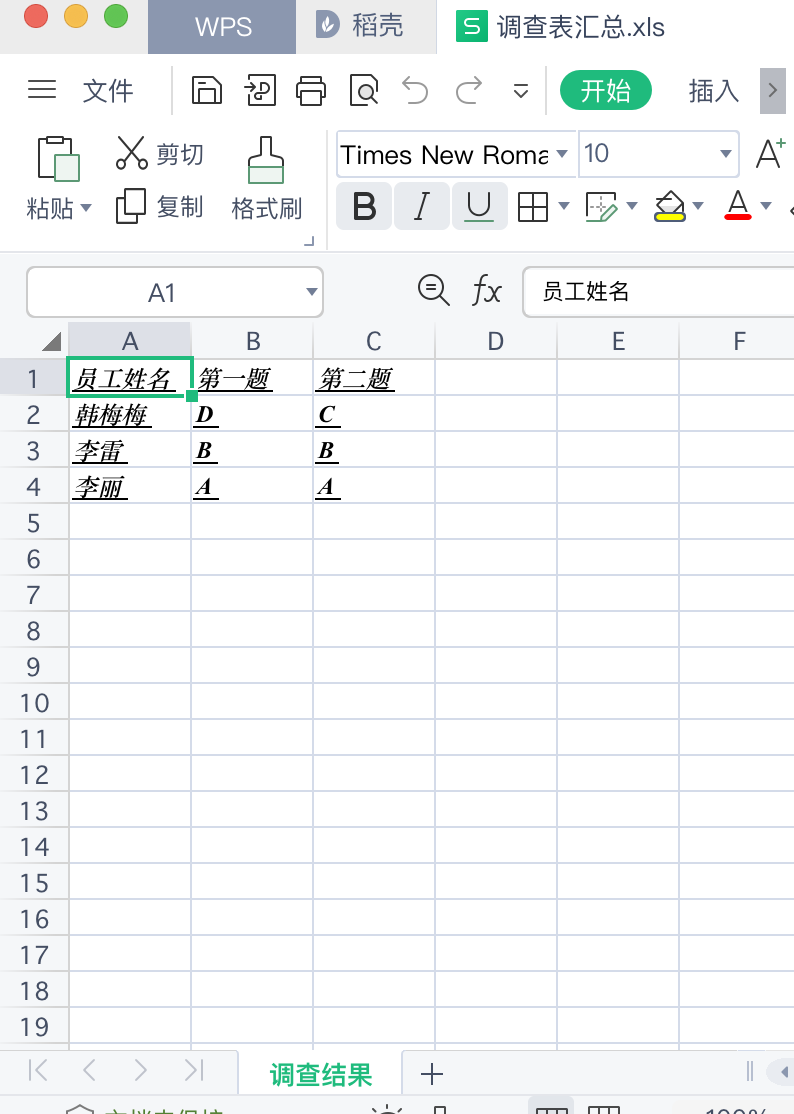 WPS 稻壳 调查表汇总.xls
文件 开始 插入
Times New Roma 10
剪切
粘贴 复制 格式刷
A1 fx 员工姓名
A B C D E F
1 员工姓名 第一题 第二题
2 韩梅梅 D C
3 李雷 B B
4 李丽 A A
5
6
7
8
9
10
11
12
13
14
15
16
17
18
19
调查结果